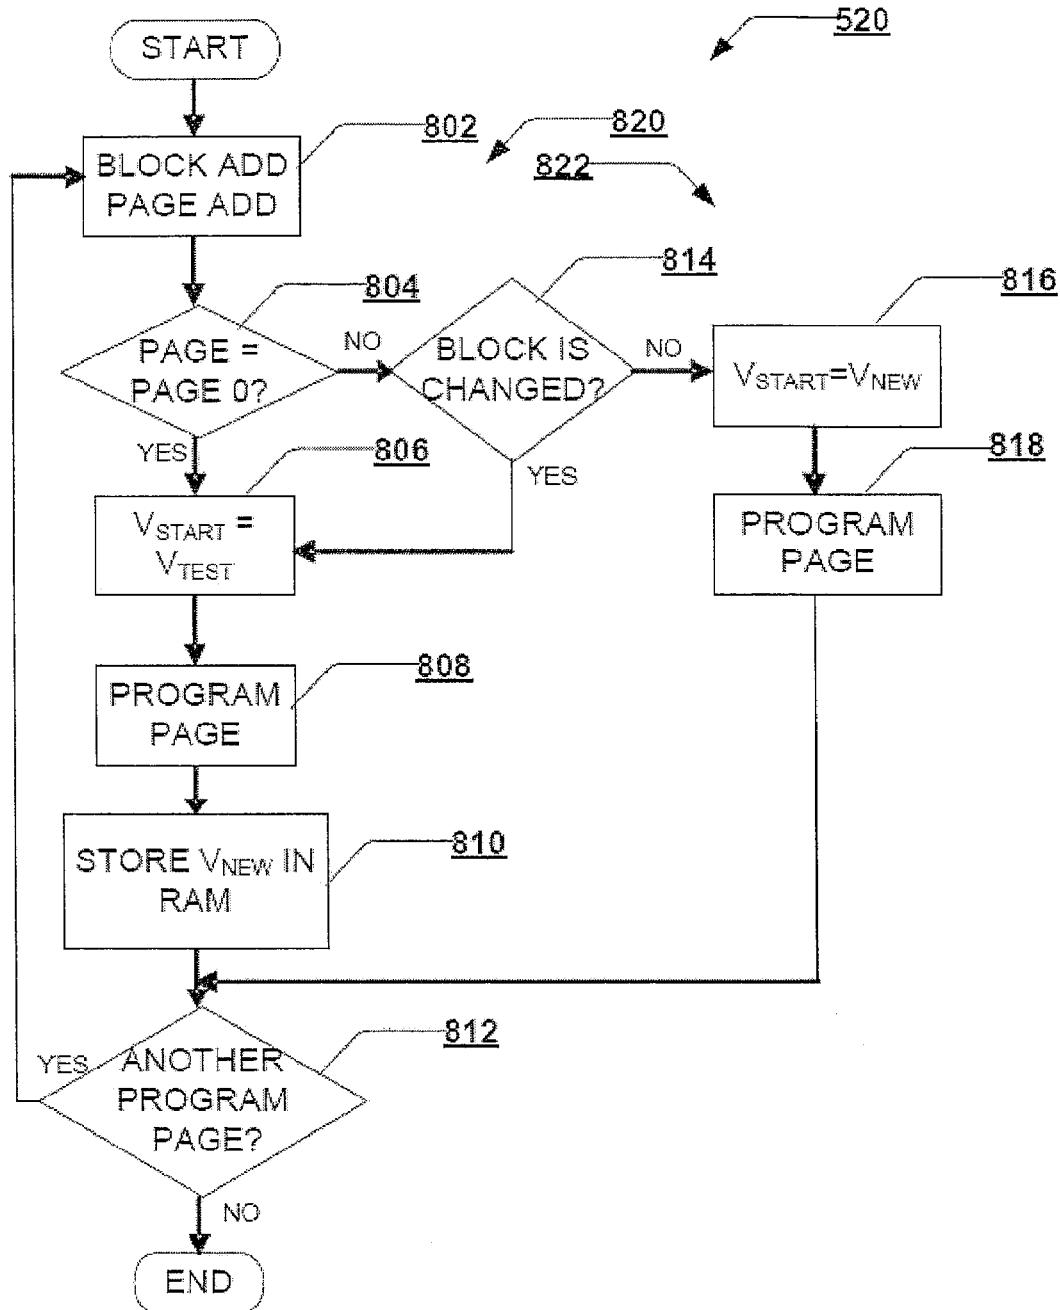 520
START
802
820
BLOCK ADD
PAGE ADD
822
814
804
816
PAGE =
PAGE 0?
NO
BLOCK IS
CHANGED?
NO
VSTART=VNEW
YES
806
YES
818
VSTART =
VTEST
PROGRAM
PAGE
808
PROGRAM
PAGE
810
STORE VNEW IN
RAM
812
YES
ANOTHER
PROGRAM
PAGE?
NO
END